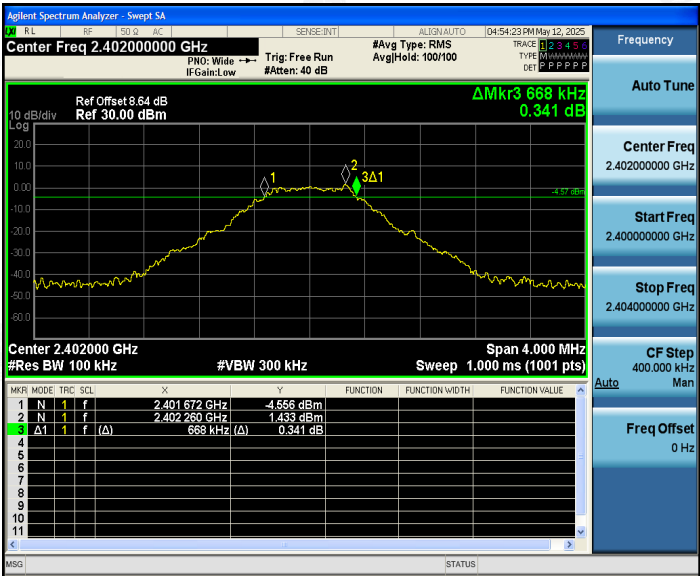 Agilent Spectrum Analyzer - Swept SA
RL RF 50 Ω AC SENSE:INT ALIGNAUTO 04:54:23 PM May 12, 2025
Center Freq 2.402000000 GHz
PNO: Wide
IFGain:Low
Trig: Free Run
#Atten: 40 dB
#Avg Type: RMS
Avg|Hold: 100/100
TRACE 1 2 3 4 5 6
TYPE M
DET P P P P P P
ΔMkr3 668 kHz
0.341 dB
Ref Offset 8.64 dB
10 dB/div Ref 30.00 dBm
Log
20.0
10.0
0.00
-10.0
-20.0
-30.0
-40.0
-50.0
-60.0
1
2
3Δ1
-4.57 dBm
Center 2.402000 GHz Span 4.000 MHz
#Res BW 100 kHz #VBW 300 kHz Sweep 1.000 ms (1001 pts)
MKR MODE TRC SCL X Y FUNCTION FUNCTION WIDTH FUNCTION VALUE
1 N 1 f 2.401 672 GHz -4.556 dBm
2 N 1 f 2.402 260 GHz 1.433 dBm
3 Δ1 1 f (Δ) 668 kHz (Δ) 0.341 dB
4
5
6
7
8
9
10
11
MSG STATUS
Frequency
Auto Tune
Center Freq
2.402000000 GHz
Start Freq
2.400000000 GHz
Stop Freq
2.404000000 GHz
CF Step
400.000 kHz
Auto Man
Freq Offset
0 Hz